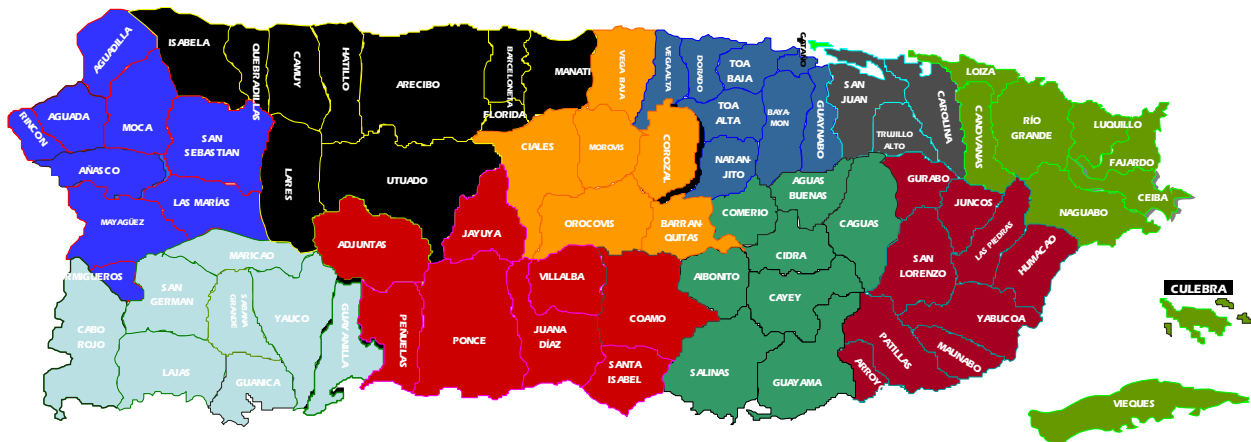 AGUADILLA
ISABELA
QUEBRADILLAS
CAMUY
HATILLO
ARECIBO
BARCELONETA
FLORIDA
MANATI
VEGA BAJA
VEGA ALTA
DORADO
TOA
BAJA
TOA
ALTA
BAYA-
MON
CATAÑO
GUAYNABO
SAN
JUAN
TRUJILLO
ALTO
CAROLINA
LOIZA
CANOVANAS
RÍO
GRANDE
LUQUILLO
FAJARDO
CEIBA
NAGUABO
RINCON
AGUADA
MOCA
SAN
SEBASTIAN
AÑASCO
LAS MARÍAS
MAYAGÜEZ
LARES
UTUADO
CIALES
MOROVIS
COROZAL
NARAN-
JITO
OROCOVIS
BARRAN-
QUITAS
COMERIO
AGUAS
BUENAS
CAGUAS
GURABO
JUNCOS
LAS PIEDRAS
HUMACAO
SAN
LORENZO
YABUCOA
MAUNABO
PATILLAS
ARROYO
ADJUNTAS
JAYUYA
VILLALBA
PEÑUELAS
PONCE
JUANA
DÍAZ
COAMO
SANTA
ISABEL
AIBONITO
CIDRA
CAYEY
SALINAS
GUAYAMA
MARICAO
RMIGUEROS
SAN
GERMAN
SABANA
GRANDE
YAUCO
GUAYANILLA
CABO
ROJO
LAJAS
GUANICA
CULEBRA
VIEQUES